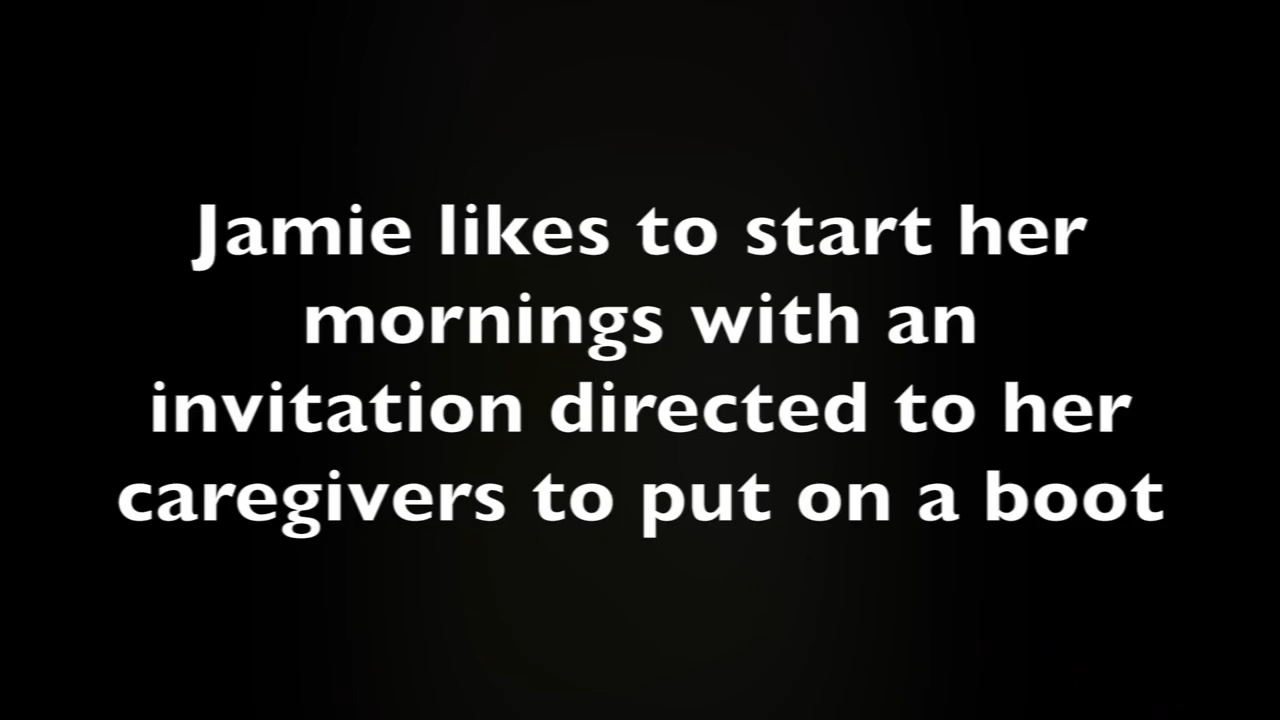 Jamie likes to start her
mornings with an
invitation directed to her
caregivers to put on a boot